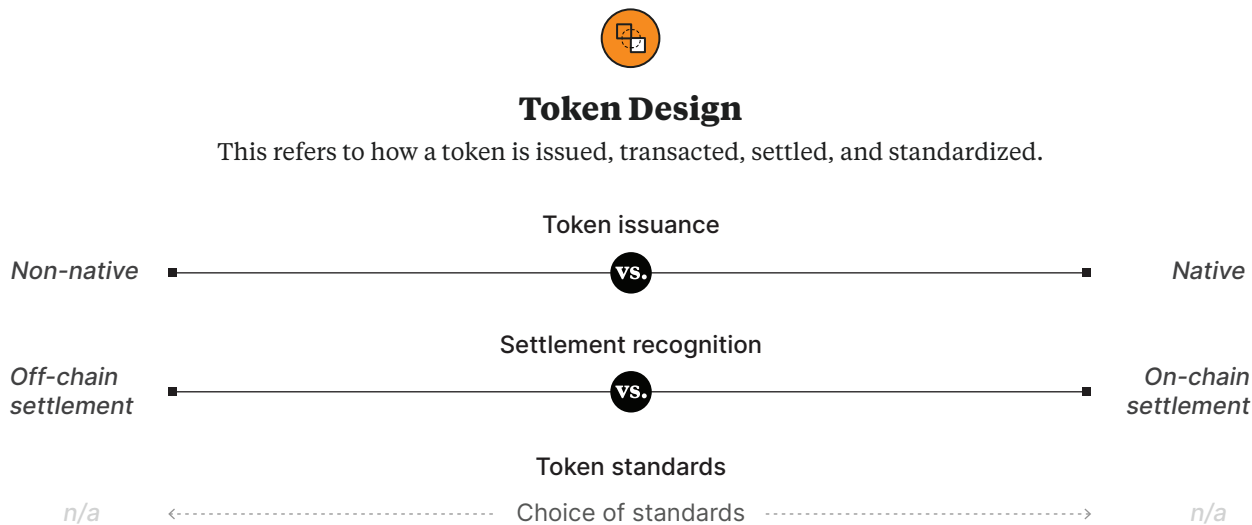 Token Design
This refers to how a token is issued, transacted, settled, and standardized.
Token issuance
Non-native vs. Native
Settlement recognition
Off-chain
settlement
vs.
On-chain
settlement
Token standards
n/a Choice of standards n/a